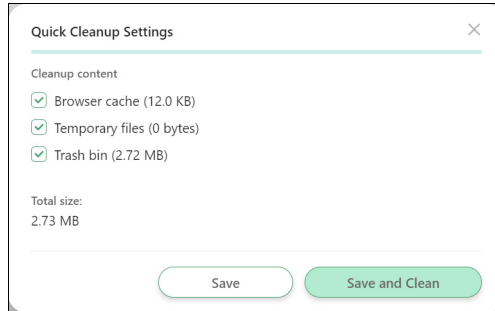 Quick Cleanup Settings
Cleanup content
Browser cache (12.0 KB)
Temporary files (0 bytes)
Trash bin (2.72 MB)
Total size:
2.73 MB
Save
Save and Clean